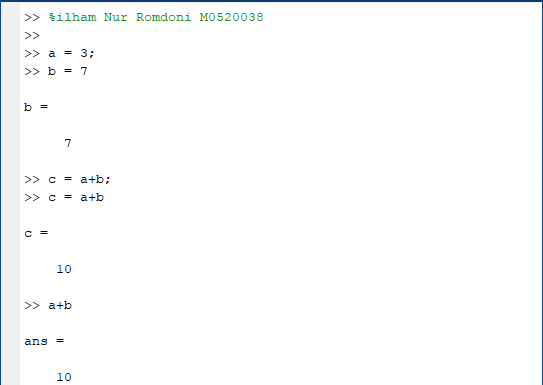 >> %ilham Nur Romdoni M0520038
>>
>> a = 3;
>> b = 7
b =
7
>> c = a+b;
>> c = a+b
c =
10
>> a+b
ans =
10